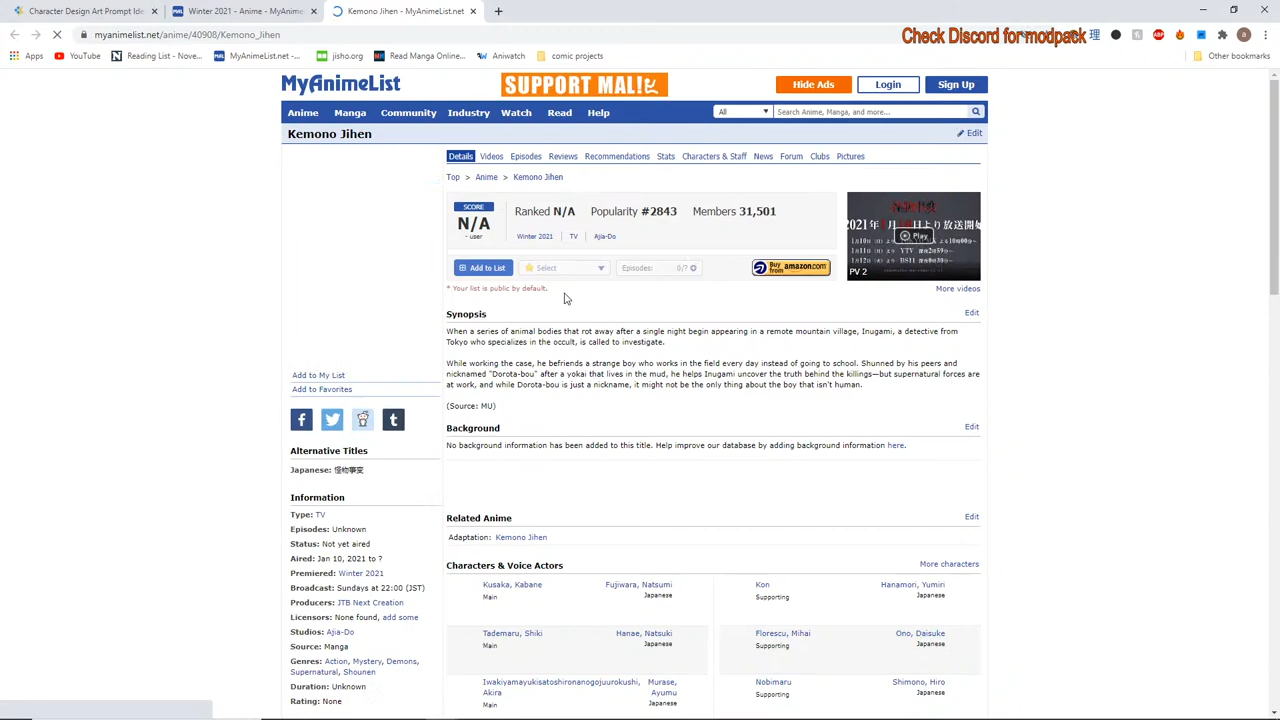 Character Design Art Prompt Ide
Winter 2021 - Anime - MyAnime
Kemono Jihen - MyAnimeList.net
myanimelist.net/anime/40908/Kemono_Jihen
Check Discord for modpack
Apps
YouTube
Reading List - Nove...
MyAnimeList.net -...
jisho.org
Read Manga Online...
Aniwatch
comic projects
Other bookmarks
MyAnimeList
SUPPORT MAL!
Hide Ads
Login
Sign Up
Anime Manga Community Industry Watch Read Help
All
Search Anime, Manga, and more...
Kemono Jihen
Edit
Details Videos Episodes Reviews Recommendations Stats Characters & Staff News Forum Clubs Pictures
Top > Anime > Kemono Jihen
SCORE
N/A
- user
Ranked N/A Popularity #2843 Members 31,501
Winter 2021 TV Ajia-Do
Add to List
Select
Episodes: 0/?
Buy from amazon.com
* Your list is public by default.
Play
PV 2
More videos
Synopsis
Edit
When a series of animal bodies that rot away after a single night begin appearing in a remote mountain village, Inugami, a detective from
Tokyo who specializes in the occult, is called to investigate.
While working the case, he befriends a strange boy who works in the field every day instead of going to school. Shunned by his peers and
nicknamed "Dorota-bou" after a yokai that lives in the mud, he helps Inugami uncover the truth behind the killings—but supernatural forces are
at work, and while Dorota-bou is just a nickname, it might not be the only thing about the boy that isn't human.
(Source: MU)
Background
Edit
No background information has been added to this title. Help improve our database by adding background information here.
Related Anime
Edit
Adaptation: Kemono Jihen
Characters & Voice Actors
More characters
Kusaka, Kabane
Main
Fujiwara, Natsumi
Japanese
Kon
Supporting
Hanamori, Yumiri
Japanese
Tademaru, Shiki
Main
Hanae, Natsuki
Japanese
Florescu, Mihai
Supporting
Ono, Daisuke
Japanese
Iwakiyamayukisatoshironanogojuurokushi,
Akira
Main
Murase,
Ayumu
Japanese
Nobimaru
Supporting
Shimono, Hiro
Japanese
Add to My List
Add to Favorites
Alternative Titles
Japanese: 怪物事変
Information
Type: TV
Episodes: Unknown
Status: Not yet aired
Aired: Jan 10, 2021 to ?
Premiered: Winter 2021
Broadcast: Sundays at 22:00 (JST)
Producers: JTB Next Creation
Licensors: None found, add some
Studios: Ajia-Do
Source: Manga
Genres: Action, Mystery, Demons,
Supernatural, Shounen
Duration: Unknown
Rating: None